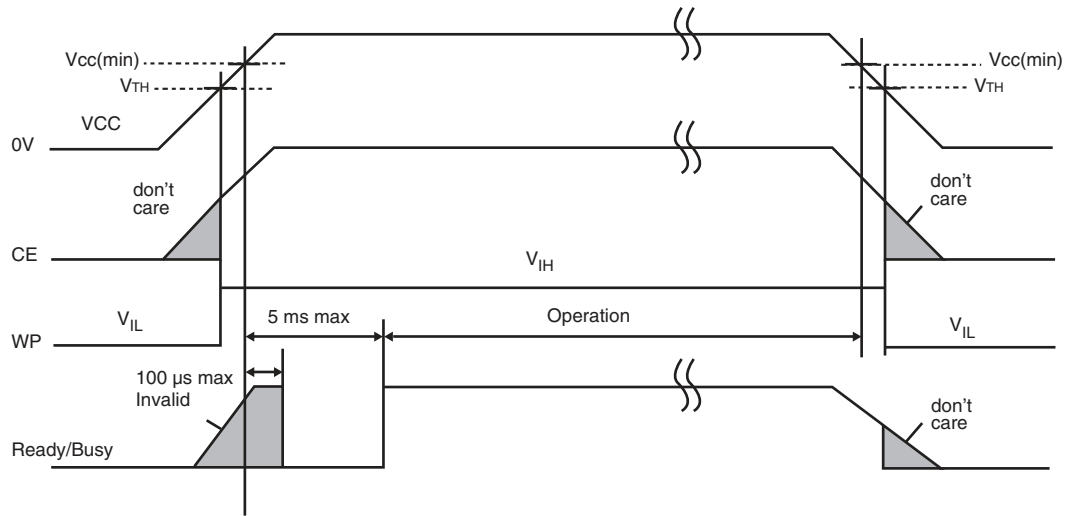 Vcc(min)
Vcc(min)
VTH
VTH
VCC
0V
don't
care
don't
care
CE
VIH
5 ms max
Operation
VIL
VIL
WP
100 µs max
Invalid
don't
care
Ready/Busy